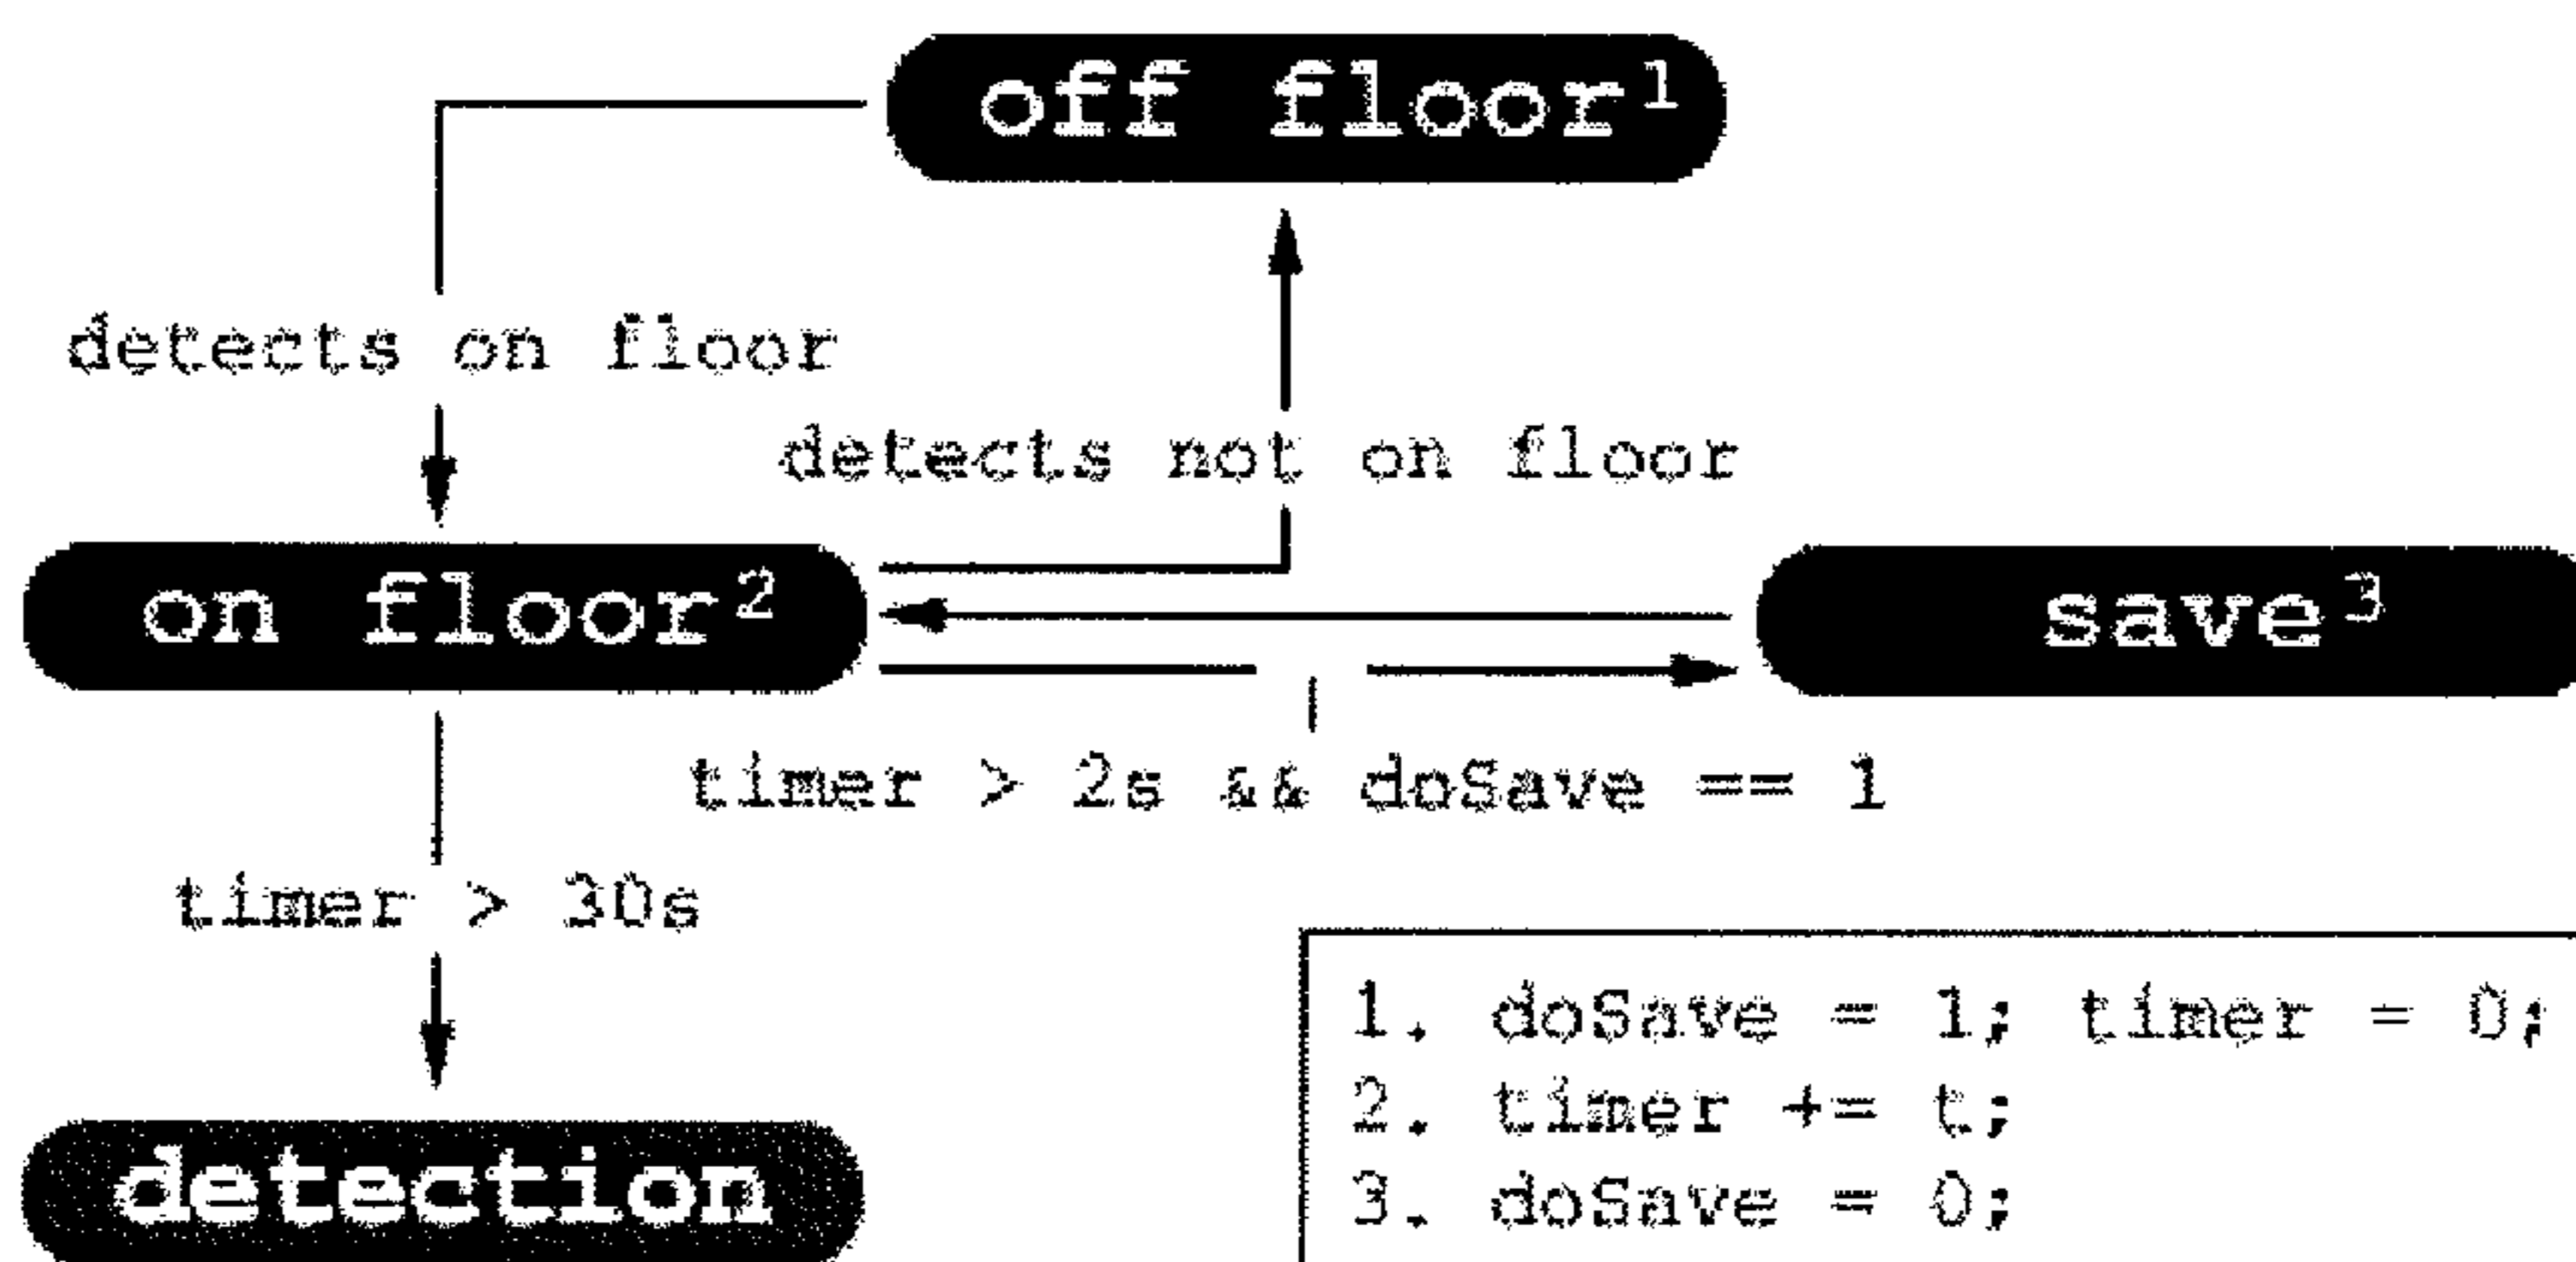 off floor¹
detects on floor
detects not on floor
on floor²
save³
timer > 2s && doSave == 1
timer > 30s
detection
1. doSave = 1; timer = 0;
2. timer += t;
3. doSave = 0;